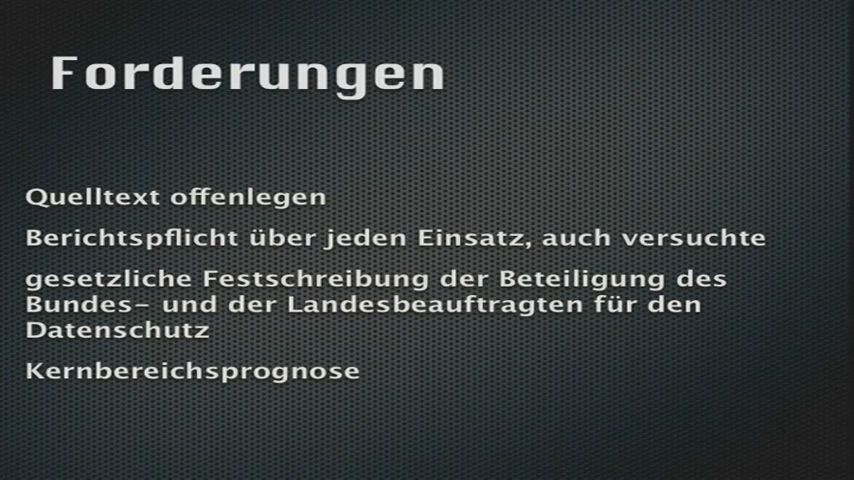 Forderungen
Quelltext offenlegen
Berichtspflicht über jeden Einsatz, auch versuchte
gesetzliche Festschreibung der Beteiligung des
Bundes- und der Landesbeauftragten für den
Datenschutz
Kernbereichsprognose